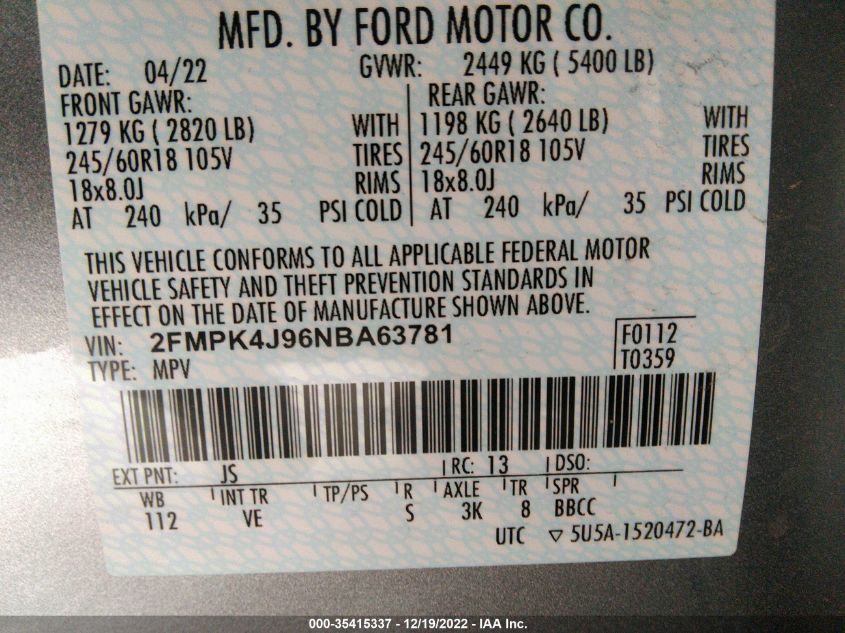 MFD. BY FORD MOTOR CO.
DATE: 04/22 GVWR: 2449 KG ( 5400 LB)
FRONT GAWR: REAR GAWR:
1279 KG ( 2820 LB) WITH 1198 KG ( 2640 LB) WITH
245/60R18 105V TIRES 245/60R18 105V TIRES
18x8.0J RIMS 18x8.0J RIMS
AT 240 kPa/ 35 PSI COLD AT 240 kPa/ 35 PSI COLD
THIS VEHICLE CONFORMS TO ALL APPLICABLE FEDERAL MOTOR
VEHICLE SAFETY AND THEFT PREVENTION STANDARDS IN
EFFECT ON THE DATE OF MANUFACTURE SHOWN ABOVE.
VIN: 2FMPK4J96NBA63781 F0112
TYPE: MPV T0359
EXT PNT: JS RC: 13 DSO:
WB INT TR TP/PS R AXLE TR SPR
112 VE S 3K 8 BBCC
UTC ▽ 5U5A-1520472-BA
000-35415337 - 12/19/2022 - IAA Inc.